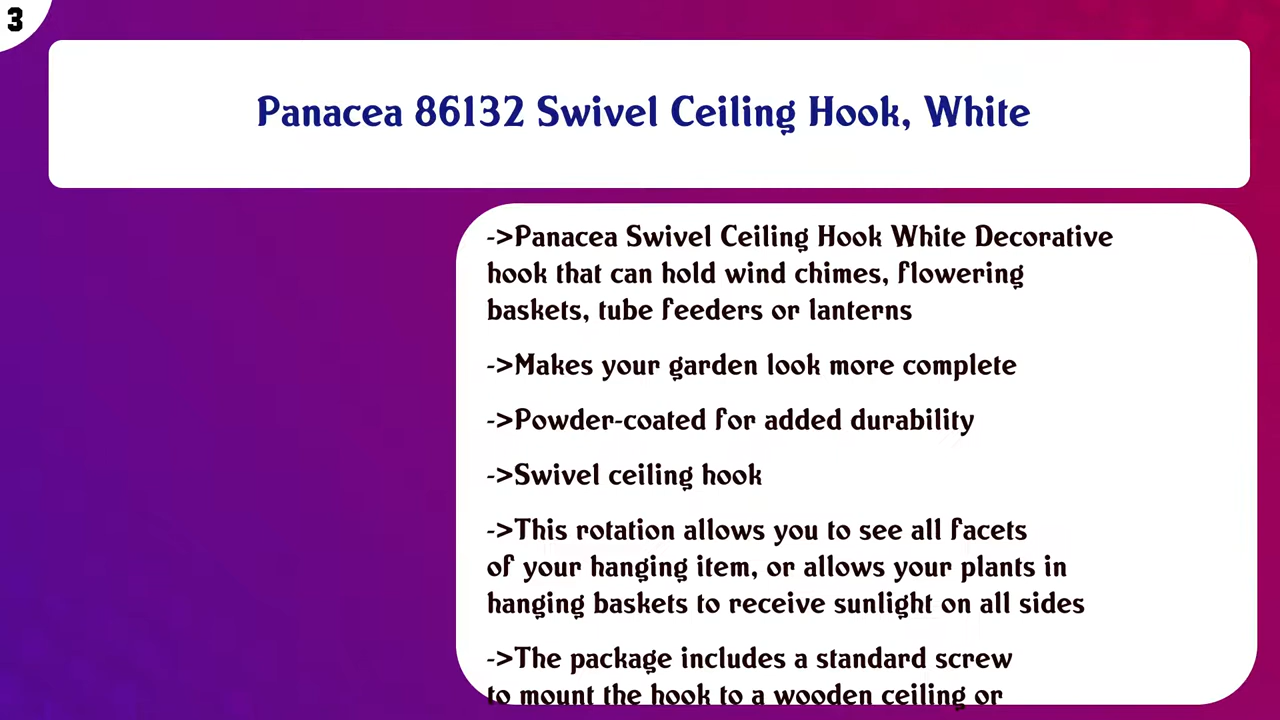 3
Panacea 86132 Swivel Ceiling Hook, White
->Panacea Swivel Ceiling Hook White Decorative
hook that can hold wind chimes, flowering
baskets, tube feeders or lanterns
->Makes your garden look more complete
->Powder-coated for added durability
->Swivel ceiling hook
->This rotation allows you to see all facets
of your hanging item, or allows your plants in
hanging baskets to receive sunlight on all sides
->The package includes a standard screw
to mount the hook to a wooden ceiling or